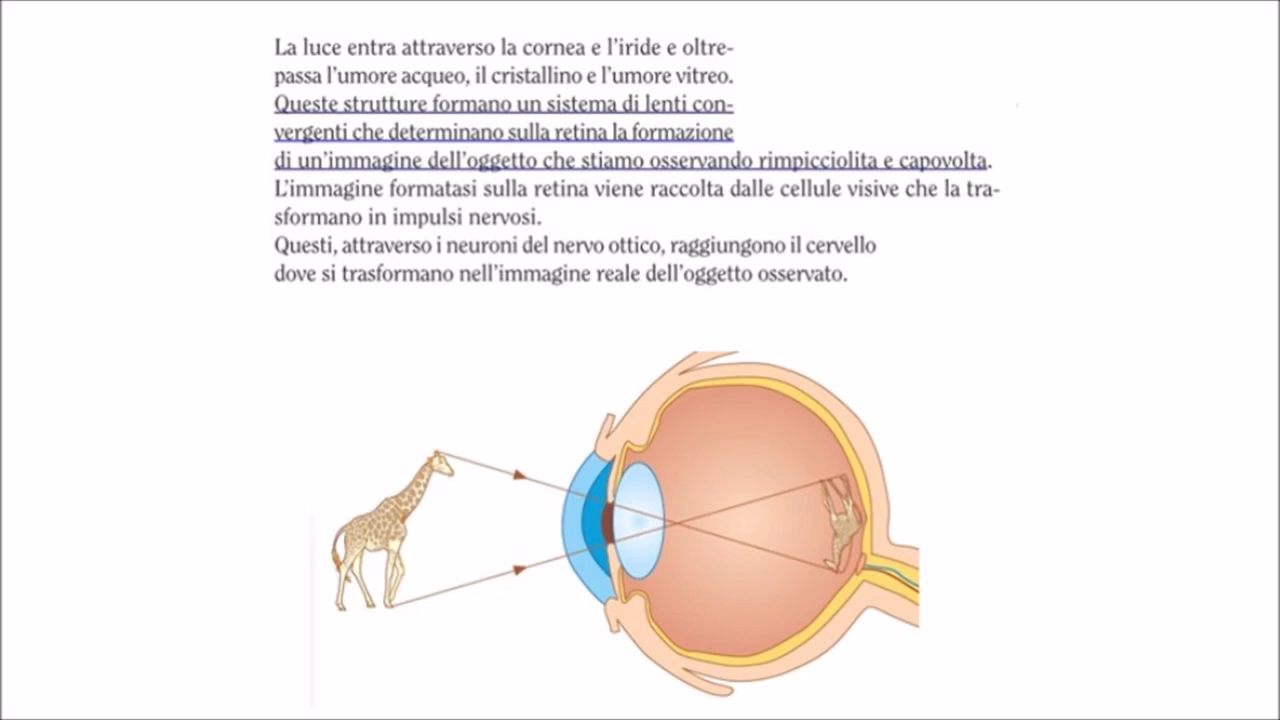 La luce entra attraverso la cornea e l'iride e oltre-
passa l'umore acqueo, il cristallino e l'umore vitreo.
Queste strutture formano un sistema di lenti con-
vergenti che determinano sulla retina la formazione
di un'immagine dell'oggetto che stiamo osservando rimpicciolita e capovolta.
L'immagine formatasi sulla retina viene raccolta dalle cellule visive che la tra-
sformano in impulsi nervosi.
Questi, attraverso i neuroni del nervo ottico, raggiungono il cervello
dove si trasformano nell'immagine reale dell'oggetto osservato.